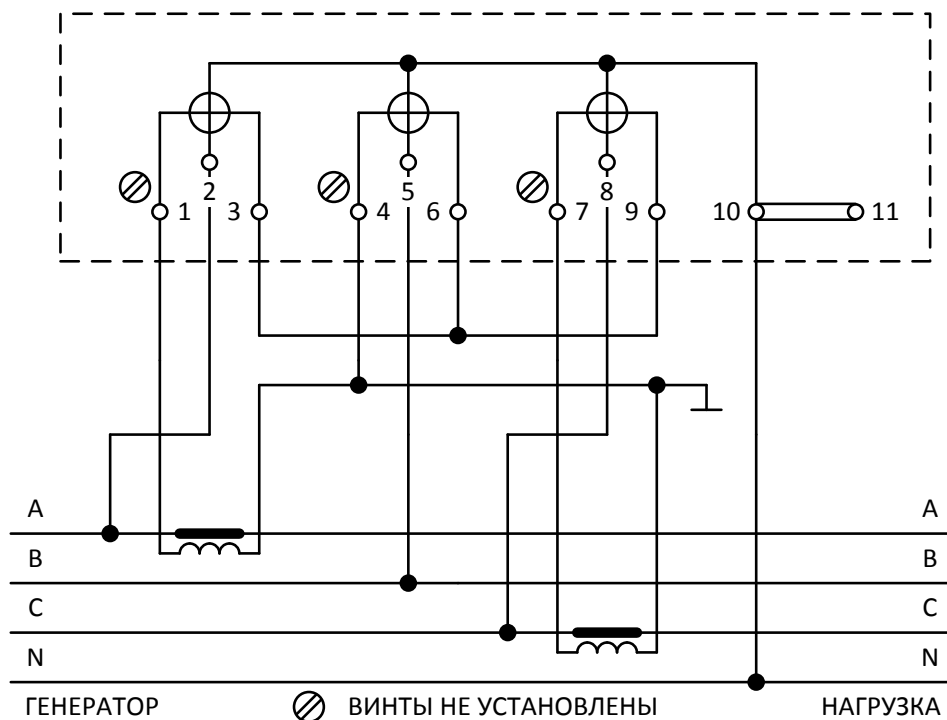 2 5 8
1 3 4 6 7 9 10 11
А А
В В
С С
N N
ГЕНЕРАТОР ВИНТЫ НЕ УСТАНОВЛЕНЫ НАГРУЗКА